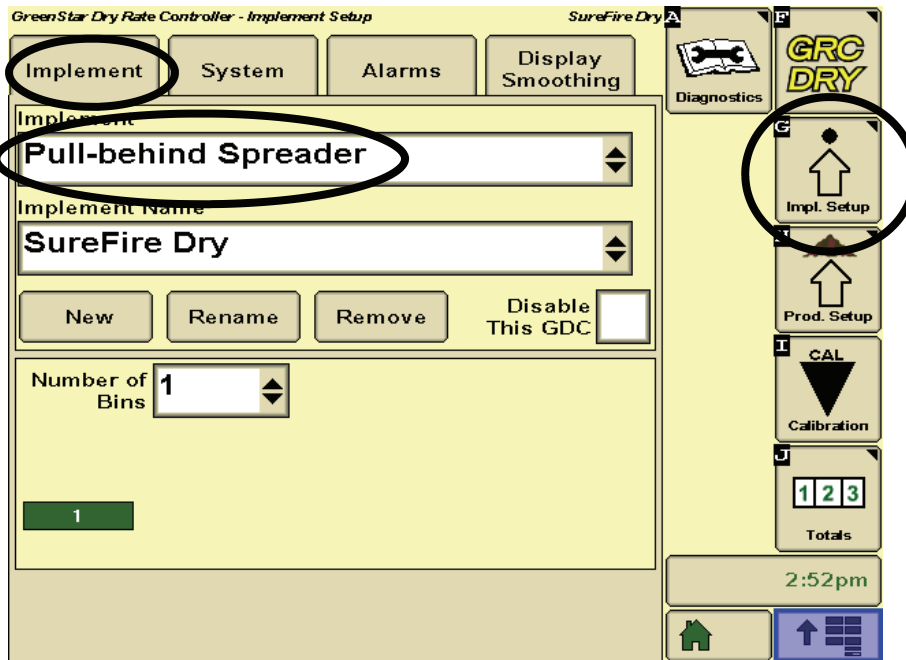 GreenStar Dry Rate Controller - Implement Setup
SureFire Dry
Implement
System
Alarms
Display
Smoothing
Implement
Pull-behind Spreader
Implement Name
SureFire Dry
New
Rename
Remove
Disable
This GDC
Number of
Bins
1
1
A
Diagnostics
F
GRC
DRY
G
Impl. Setup
H
Prod. Setup
I
CAL
Calibration
J
1 2 3
Totals
2:52pm